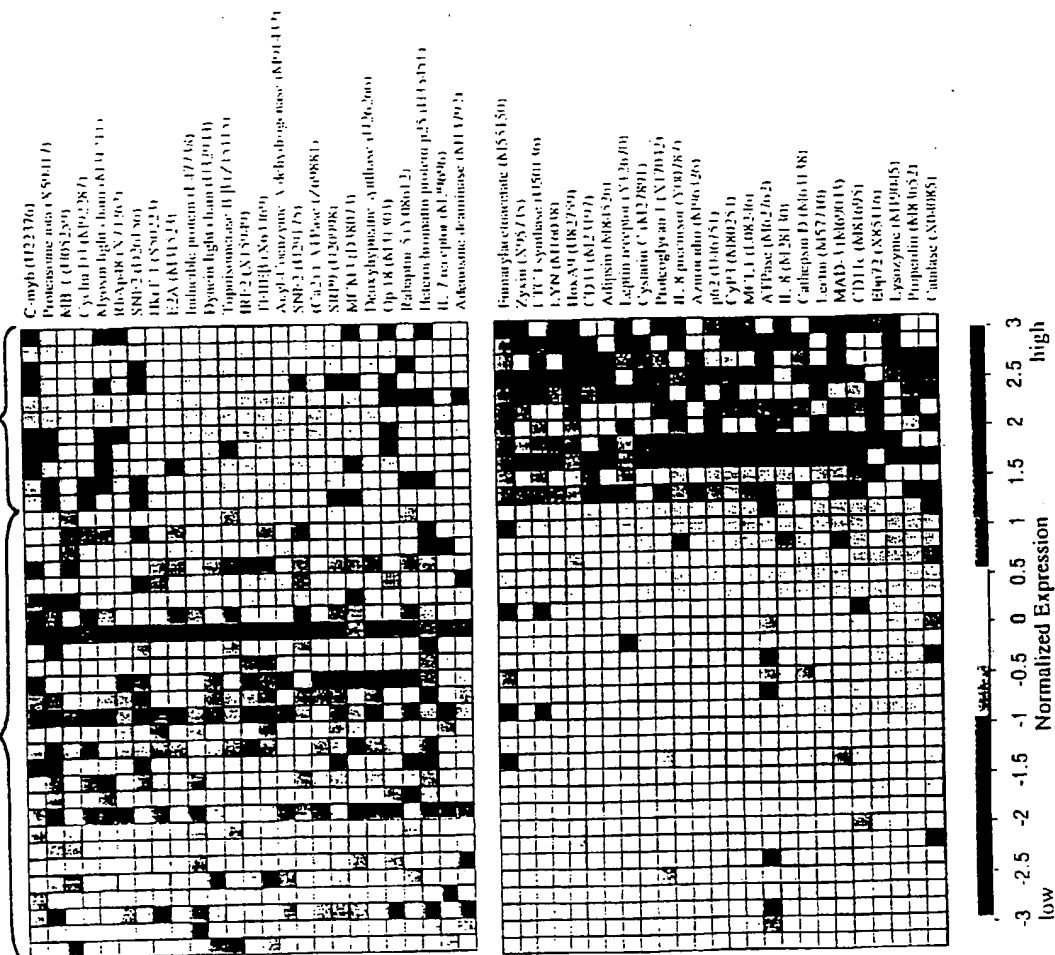 C-myb (U22376)
Proteasome iota (X59417)
MB-1 (U05259)
Cyclin D3 (M92287)
Myosin light chain
RbAp48 (X74262)
SNF2 (D26156)
HkrT-1 (S50223)
E2A (M31523)
Inducible protein (L47738)
Dynein light chain (U32944)
Topoisomerase II β (Z15115)
IRF2 (X15949)
TFIIEβ (X63469)
Acyl-Coenzyme A dehydrogenase
SNF2 (U29175)
(Ca2+)-ATPase (Z69881)
SRP9 (U20998)
MCM3 (D38073)
Deoxyhypusine synthase (U26266)
Op 18 (M31303)
Rabaptin-5 (Y08612)
Heterochromatin protein p25
IL-7 receptor (M29696)
Adenosine deaminase (M13792)
Fumarylacetoacetate (M55150)
Zyxin (X95735)
LTC4 synthase (U50136)
LYN (M16038)
HoxA9 (U82759)
CD33 (M23197)
Adipsin (M84526)
Leptin receptor (Y12670)
Cystatin C (M27891)
Proteoglycan 1 (X17042)
IL-8 precursor (Y00787)
Azurocidin (M96326)
p62 (U46751)
CyP3 (M80254)
MCL1 (L08246)
ATPase (M62762)
IL-8 (M28130)
Cathepsin D (M63138)
Lectin (M57710)
MAD-3 (M69043)
CD11c (M81695)
Ebp72 (X85116)
Lysozyme (M19045)
Properdin (M83652)
Catalase (X04085)
-3 -2.5 -2 -1.5 -1 -0.5 0 0.5 1 1.5 2 2.5 3
low Normalized Expression high